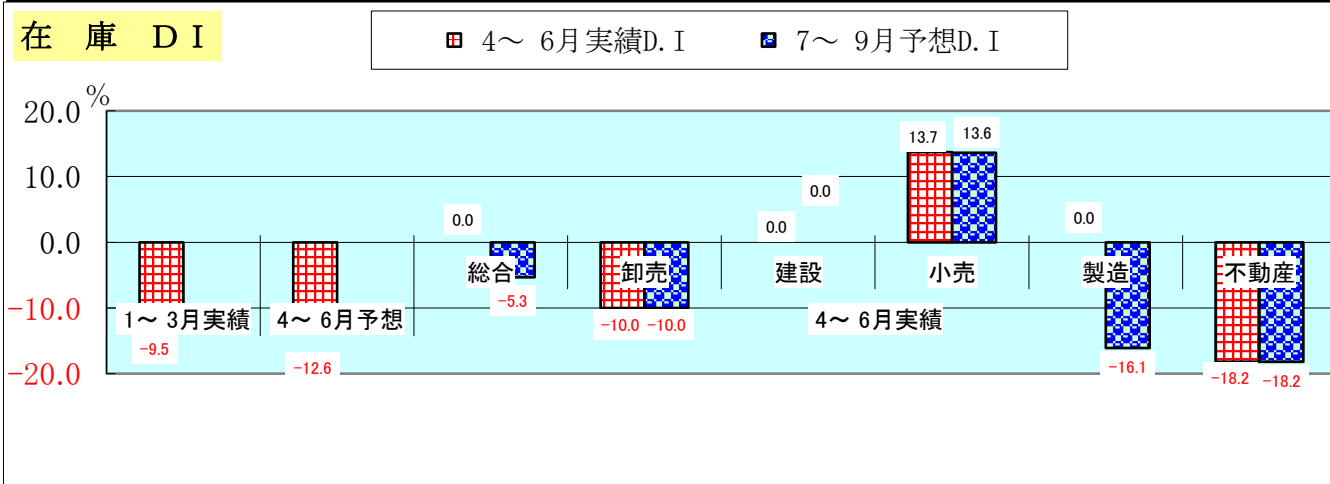 在 庫 ＤＩ
4～ 6月実績D.I 7～ 9月予想D.I
%
20.0
10.0
0.0
-10.0
-20.0
13.7 13.6
0.0 0.0 0.0 0.0
総合 卸売 建設 小売 製造 不動産
1～ 3月実績 4～ 6月予想 4～ 6月実績
-9.5 -12.6 -5.3 -10.0 -10.0 -16.1 -18.2 -18.2